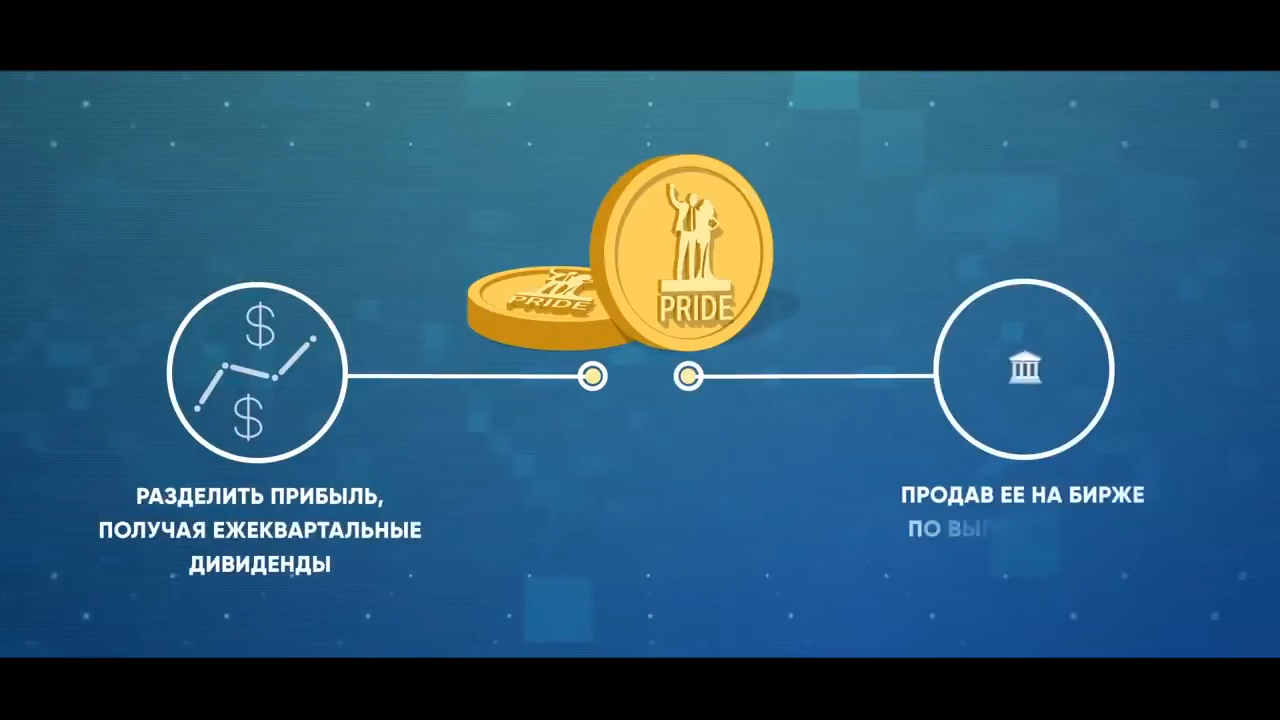 PRIDE
PRIDE
РАЗДЕЛИТЬ ПРИБЫЛЬ,
ПОЛУЧАЯ ЕЖЕКВАРТАЛЬНЫЕ
ДИВИДЕНДЫ
ПРОДАВ ЕЕ НА БИРЖЕ
ПО